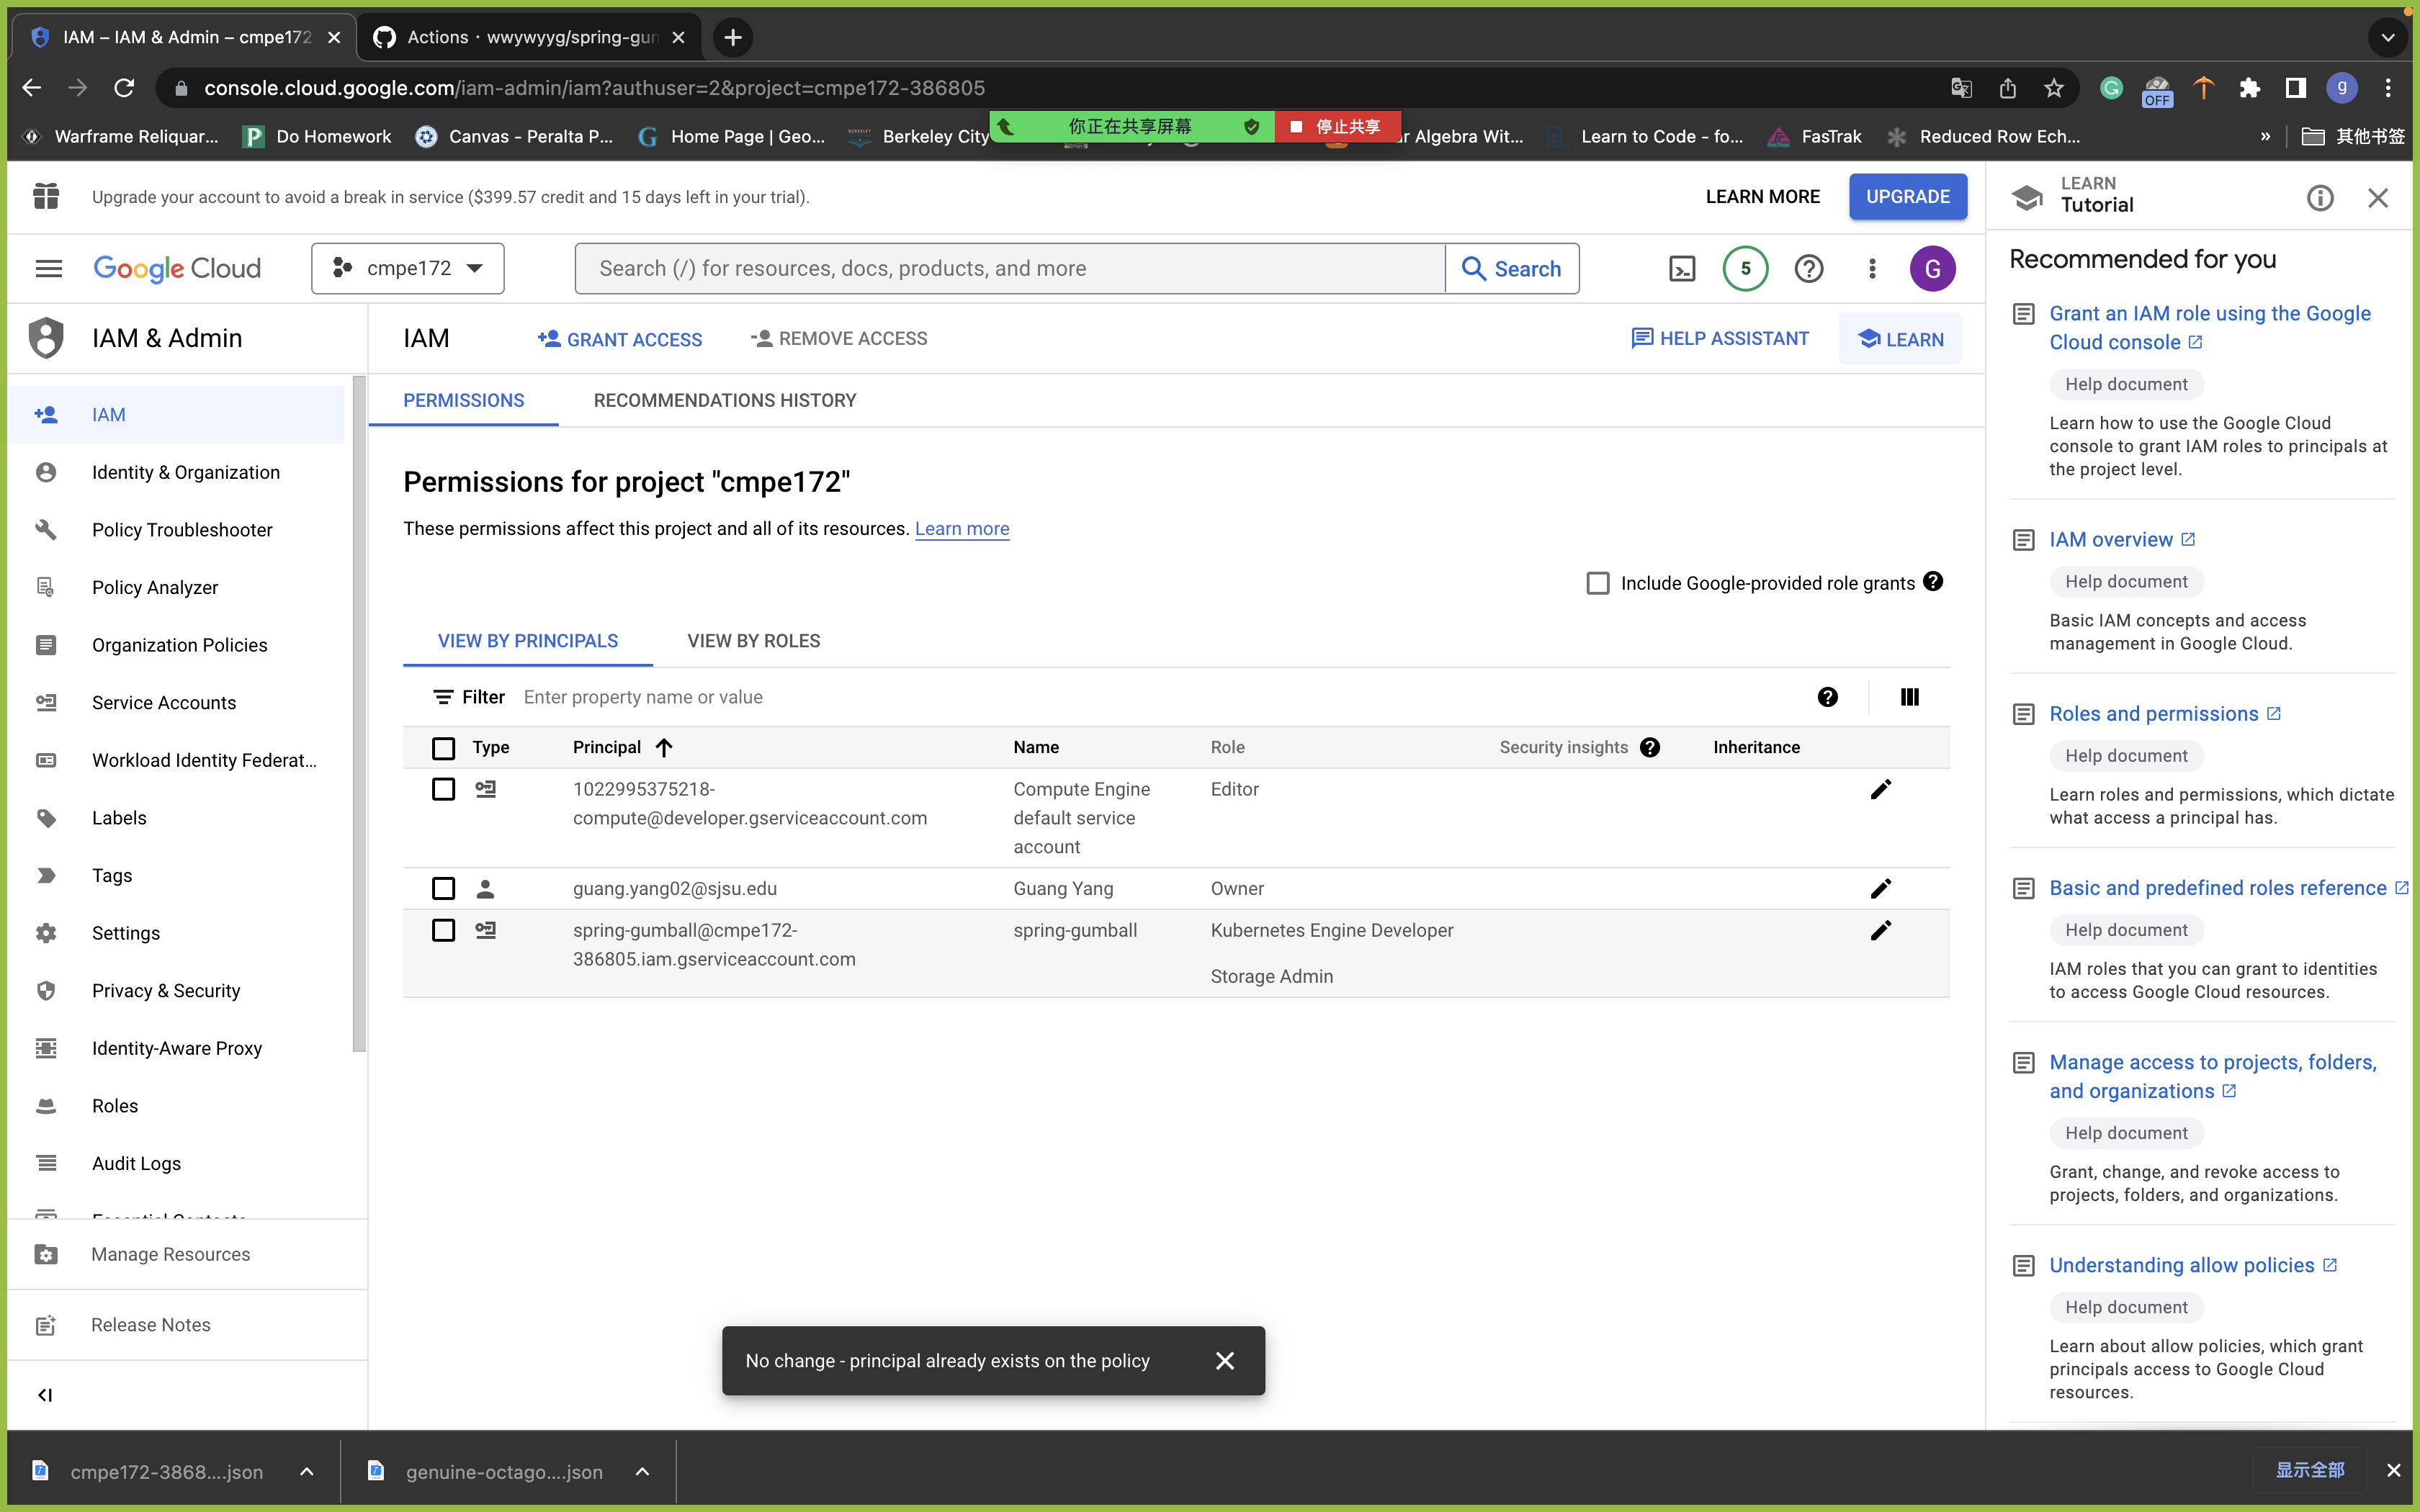 IAM – IAM & Admin – cmpe172
Actions · wwywyyg/spring-gum
console.cloud.google.com/iam-admin/iam?authuser=2&project=cmpe172-386805
OFF
g
Warframe Reliquar...
Do Homework
Canvas - Peralta P...
Home Page | Geo...
Berkeley City
你正在共享屏幕
停止共享
r Algebra Wit...
Learn to Code - fo...
FasTrak
Reduced Row Ech...
»
其他书签
Upgrade your account to avoid a break in service ($399.57 credit and 15 days left in your trial).
LEARN MORE
UPGRADE
Google Cloud
cmpe172
Search (/) for resources, docs, products, and more
Search
5
G
IAM & Admin
IAM
Identity & Organization
Policy Troubleshooter
Policy Analyzer
Organization Policies
Service Accounts
Workload Identity Federat...
Labels
Tags
Settings
Privacy & Security
Identity-Aware Proxy
Roles
Audit Logs
Essential Contacts
Manage Resources
Release Notes
IAM
GRANT ACCESS
REMOVE ACCESS
HELP ASSISTANT
LEARN
PERMISSIONS
RECOMMENDATIONS HISTORY
Permissions for project "cmpe172"
These permissions affect this project and all of its resources. Learn more
Include Google-provided role grants
VIEW BY PRINCIPALS
VIEW BY ROLES
Filter
Enter property name or value
Type
Principal
Name
Role
Security insights
Inheritance
1022995375218-
compute@developer.gserviceaccount.com
Compute Engine
default service
account
Editor
guang.yang02@sjsu.edu
Guang Yang
Owner
spring-gumball@cmpe172-
386805.iam.gserviceaccount.com
spring-gumball
Kubernetes Engine Developer
Storage Admin
No change - principal already exists on the policy
LEARN
Tutorial
Recommended for you
Grant an IAM role using the Google
Cloud console
Help document
Learn how to use the Google Cloud
console to grant IAM roles to principals at
the project level.
IAM overview
Help document
Basic IAM concepts and access
management in Google Cloud.
Roles and permissions
Help document
Learn roles and permissions, which dictate
what access a principal has.
Basic and predefined roles reference
Help document
IAM roles that you can grant to identities
to access Google Cloud resources.
Manage access to projects, folders,
and organizations
Help document
Grant, change, and revoke access to
projects, folders, and organizations.
Understanding allow policies
Help document
Learn about allow policies, which grant
principals access to Google Cloud
resources.
cmpe172-3868....json
genuine-octago....json
显示全部